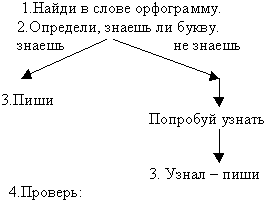 1.Найди в слове орфограмму.
2.Определи, знаешь ли букву.
знаешь не знаешь
3.Пиши
Попробуй узнать
3. Узнал – пиши
4.Проверь: